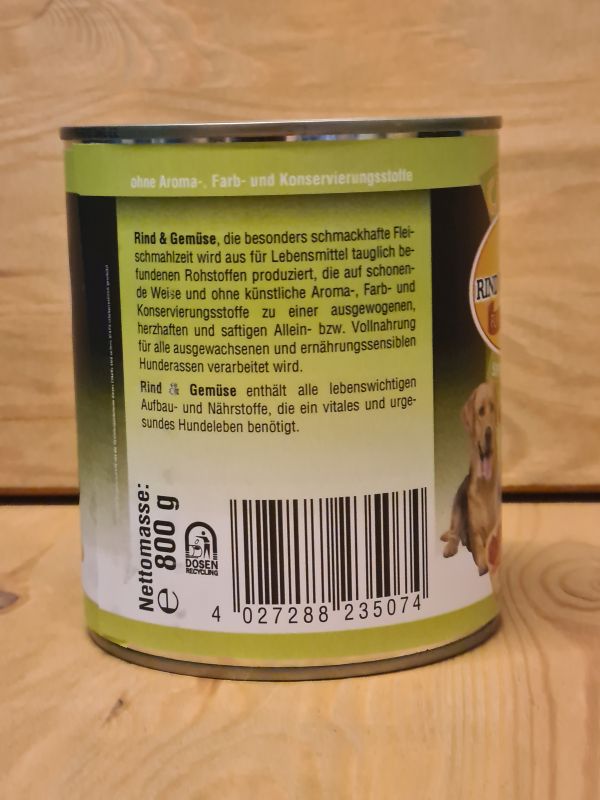 ohne Aroma-, Farb- und Konservierungsstoffe
Rind & Gemüse, die besonders schmackhafte Flei-
schmahlzeit wird aus für Lebensmittel tauglich be-
fundenen Rohstoffen produziert, die auf schonen-
de Weise und ohne künstliche Aroma-, Farb- und
Konservierungsstoffe zu einer ausgewogenen,
herzhaften und saftigen Allein- bzw. Vollnahrung
für alle ausgewachsenen und ernährungssensiblen
Hunderassen verarbeitet wird.
Rind & Gemüse enthält alle lebenswichtigen
Aufbau- und Nährstoffe, die ein vitales und urge-
sundes Hundeleben benötigt.
Nettomasse:
e 800 g
DOSEN
RECYCLING
4 027288 235074
RIND